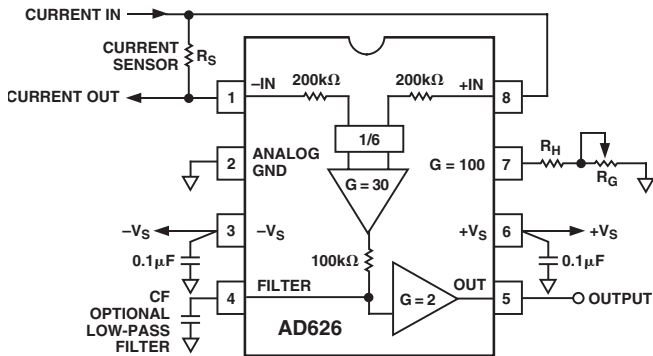 CURRENT IN
CURRENT
SENSOR
RS
CURRENT OUT
200kΩ
200kΩ
1
–IN
+IN
8
1/6
2
ANALOG
GND
G = 30
G = 100
7
RH
RG
–VS
3
–VS
+VS
6
+VS
0.1µF
100kΩ
0.1µF
CF
OPTIONAL
LOW-PASS
FILTER
4
FILTER
G = 2
OUT
5
OUTPUT
AD626